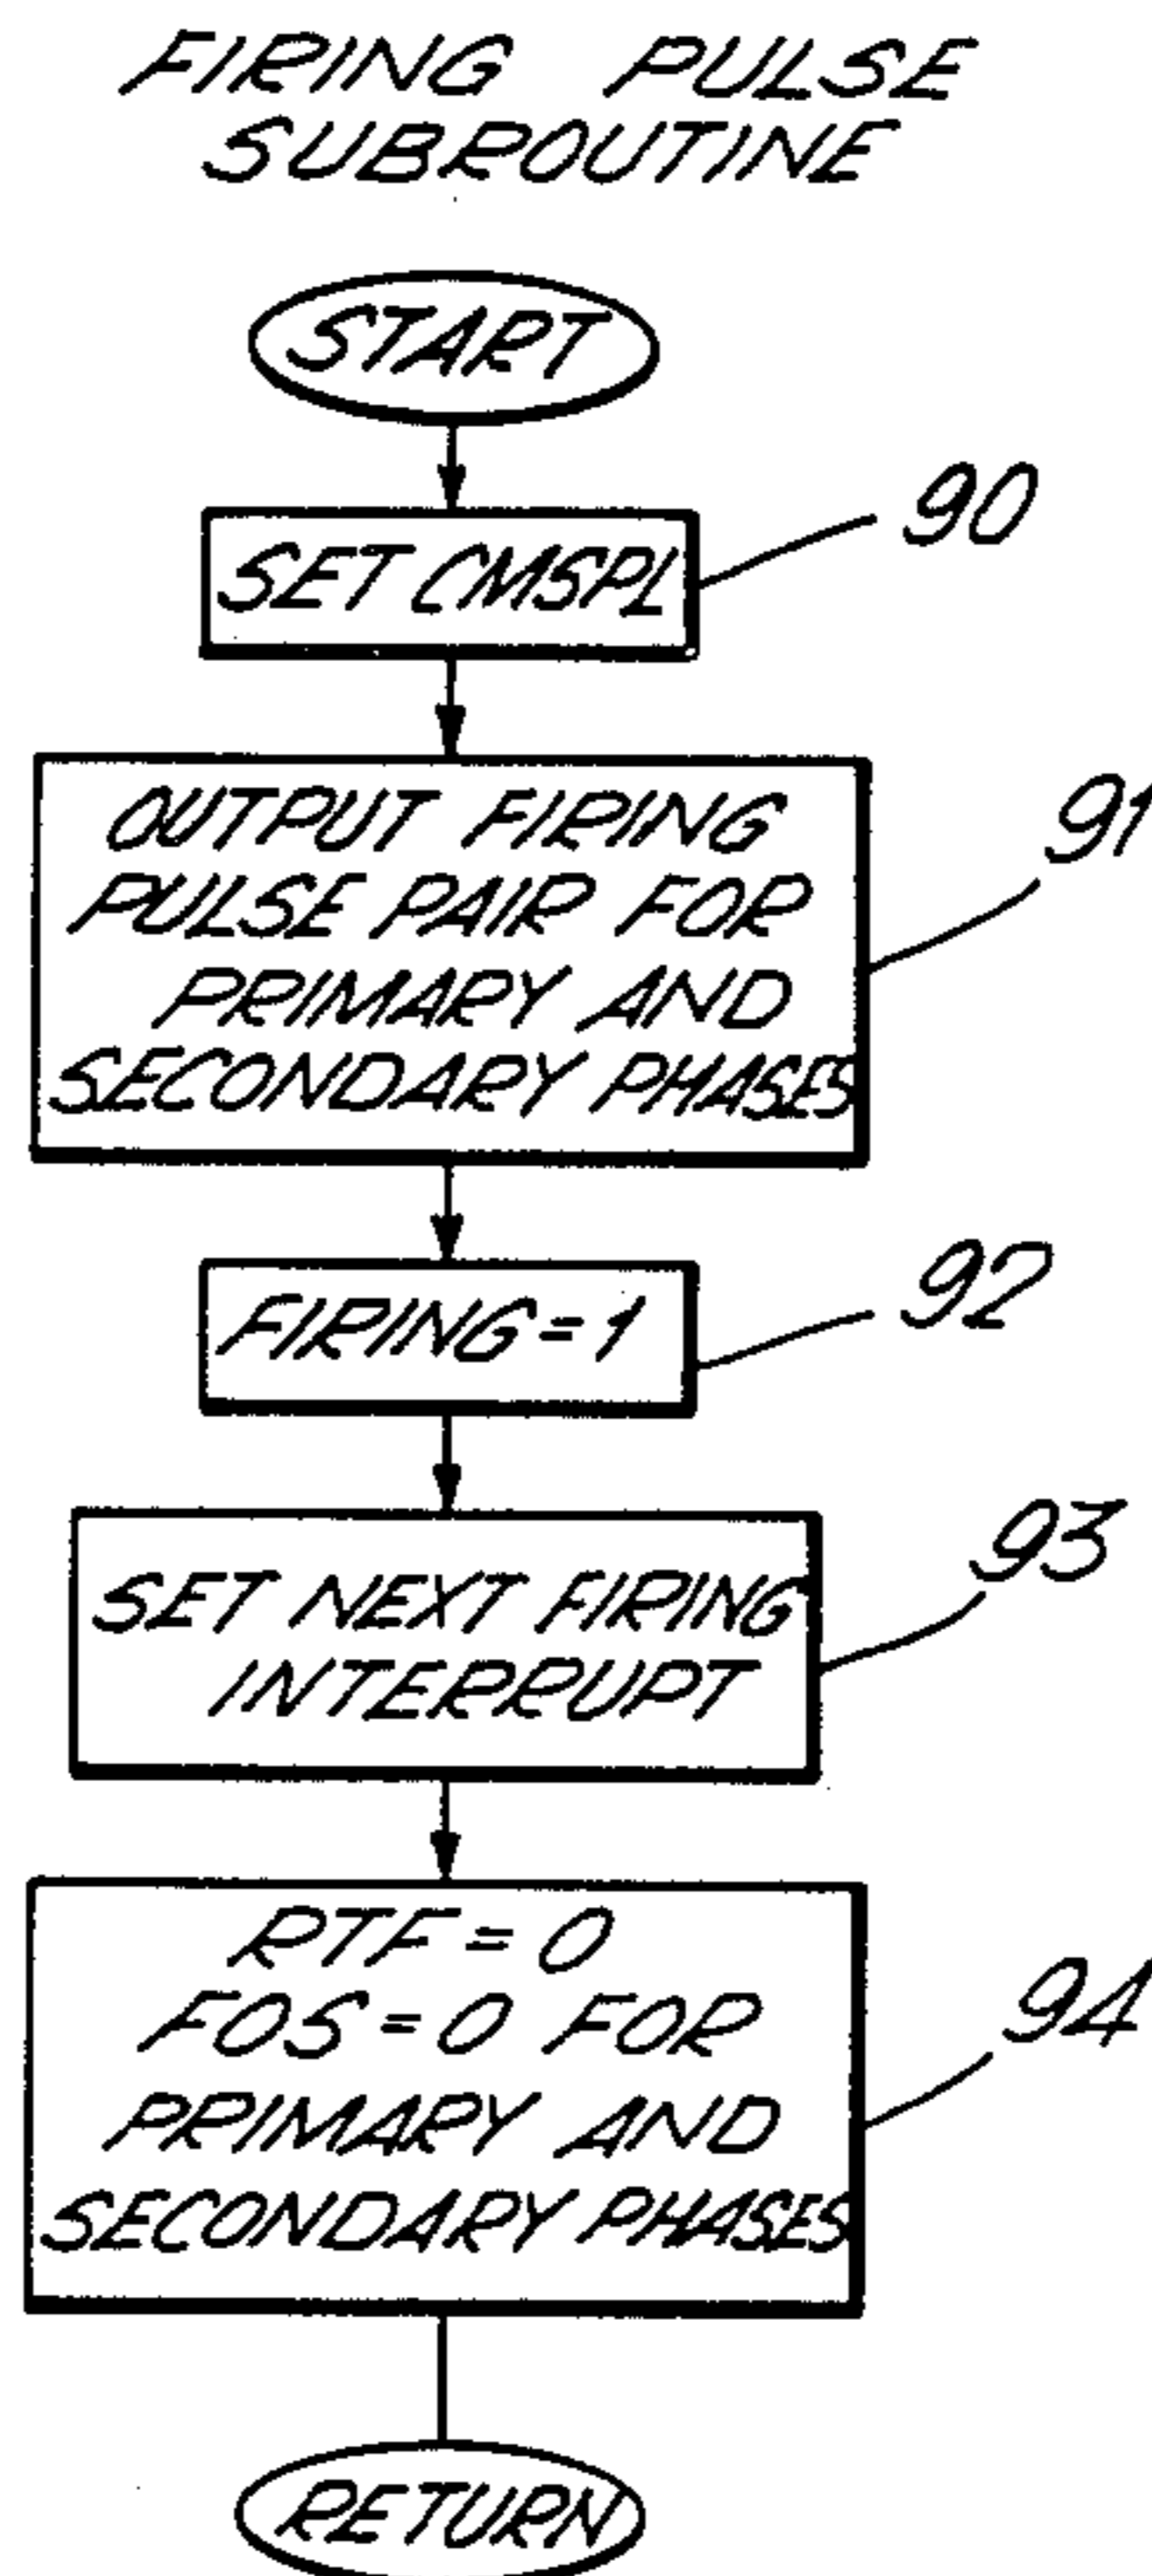 FIRING PULSE
SUBROUTINE
START
90
SET CMSPL
91
OUTPUT FIRING
PULSE PAIR FOR
PRIMARY AND
SECONDARY PHASES
92
FIRING = 1
93
SET NEXT FIRING
INTERRUPT
94
RTF = 0
FOS = 0 FOR
PRIMARY AND
SECONDARY PHASES
RETURN